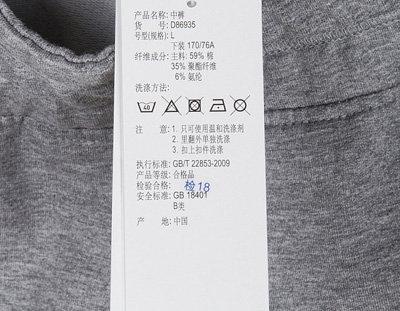 产品名称: 中裤
货　　号: D86935
号型(规格): L
下装 170/76A
纤维成分: 主料: 59% 棉
35% 聚酯纤维
6% 氨纶
洗涤方法:
40
注　　意: 1. 只可使用温和洗涤剂
2. 里翻外单独洗涤
3. 扣上扣件洗涤
执行标准: GB/T 22853-2009
产品等级: 合格品
检验合格: 检18
安全标准: GB 18401
B类
产　　地: 中国